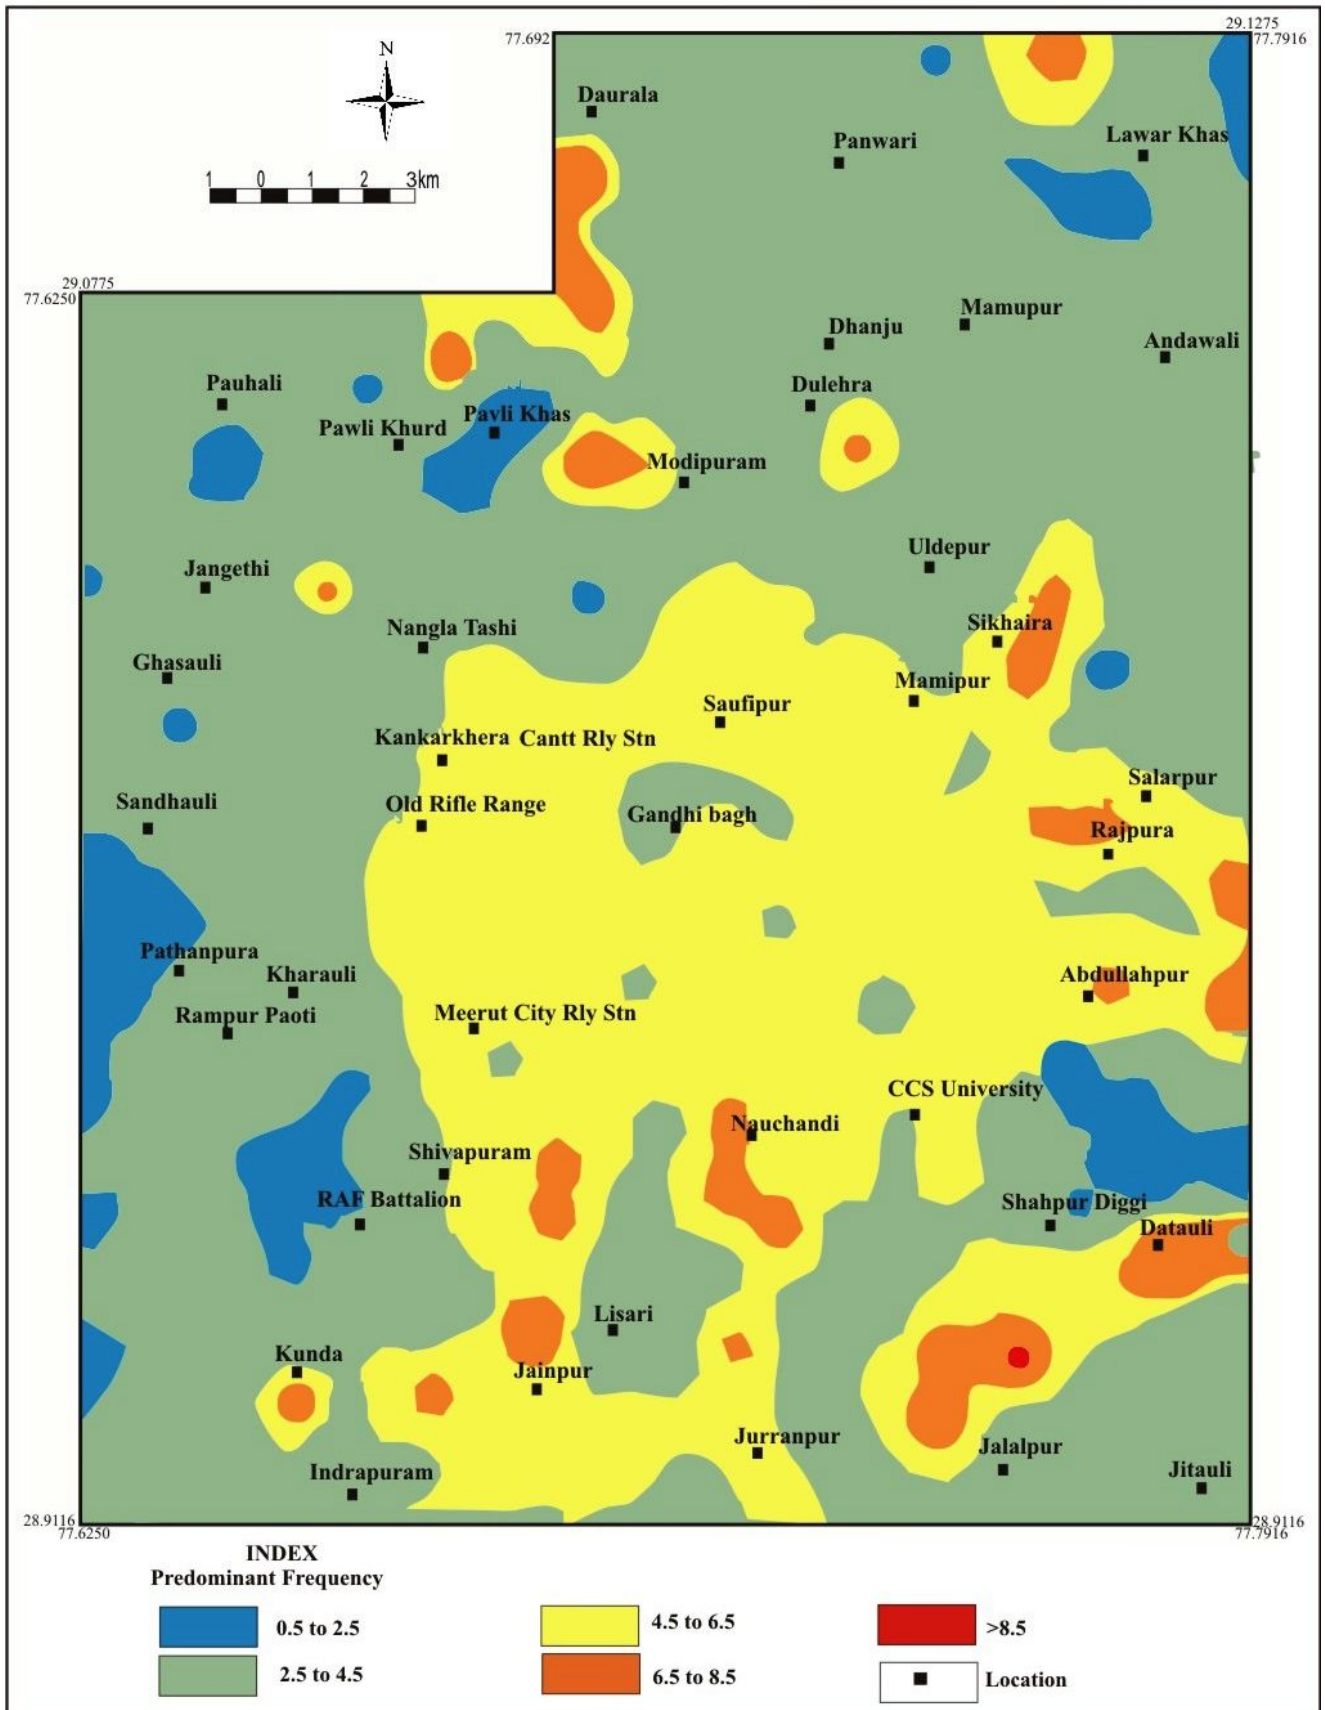 29.1275
77.692
77.7916
N
Daurala
Lawar Khas
Panwari
1 0 1 2 3km
29.0775
77.6250
Mamupur
Dhanju
Andawali
Pauhali
Dulehra
Pavli Khas
Pawli Khurd
Modipuram
Uldepur
Jangethi
Sikhaira
Nangla Tashi
Ghasauli
Mamipur
Saufipur
Kankarkhera
Cantt Rly Stn
Salarpur
Sandhauli
Old Rifle Range
Gandhi bagh
Rajpura
Pathanpura
Kharauli
Abdullahpur
Rampur Paoti
Meerut City Rly Stn
CCS University
Nauchandi
Shivapuram
RAF Battalion
Shahpur Diggi
Datauli
Lisari
Kunda
Jainpur
Jurranpur
Jalalpur
Indrapuram
Jitauli
28.9116
77.6250
28.9116
77.7916
INDEX
Predominant Frequency
0.5 to 2.5
4.5 to 6.5
>8.5
2.5 to 4.5
6.5 to 8.5
Location